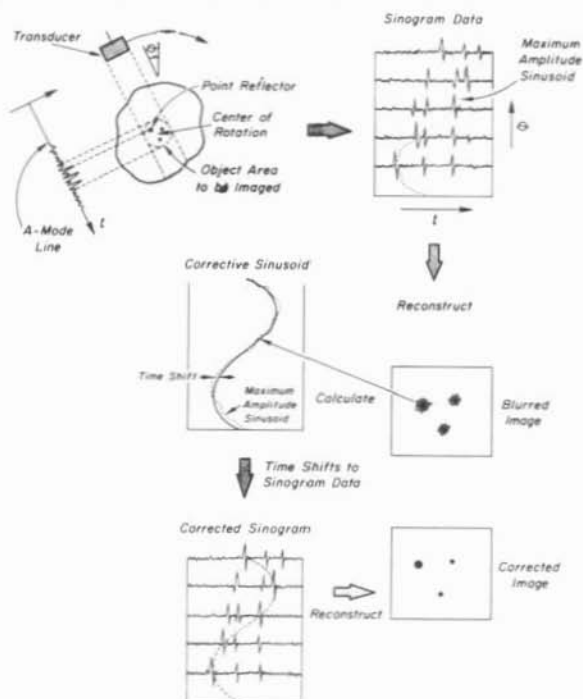 Sinogram Data
Transducer
θ
Maximum
Amplitude
Sinusoid
Point Reflector
Center of
Rotation
θ
Object Area
to be Imaged
A-Mode
Line
t
t
Corrective Sinusoid
Reconstruct
Time Shift
Maximum
Amplitude
Sinusoid
Calculate
Blurred
Image
Time Shifts to
Sinogram Data
Corrected Sinogram
Corrected
Image
Reconstruct